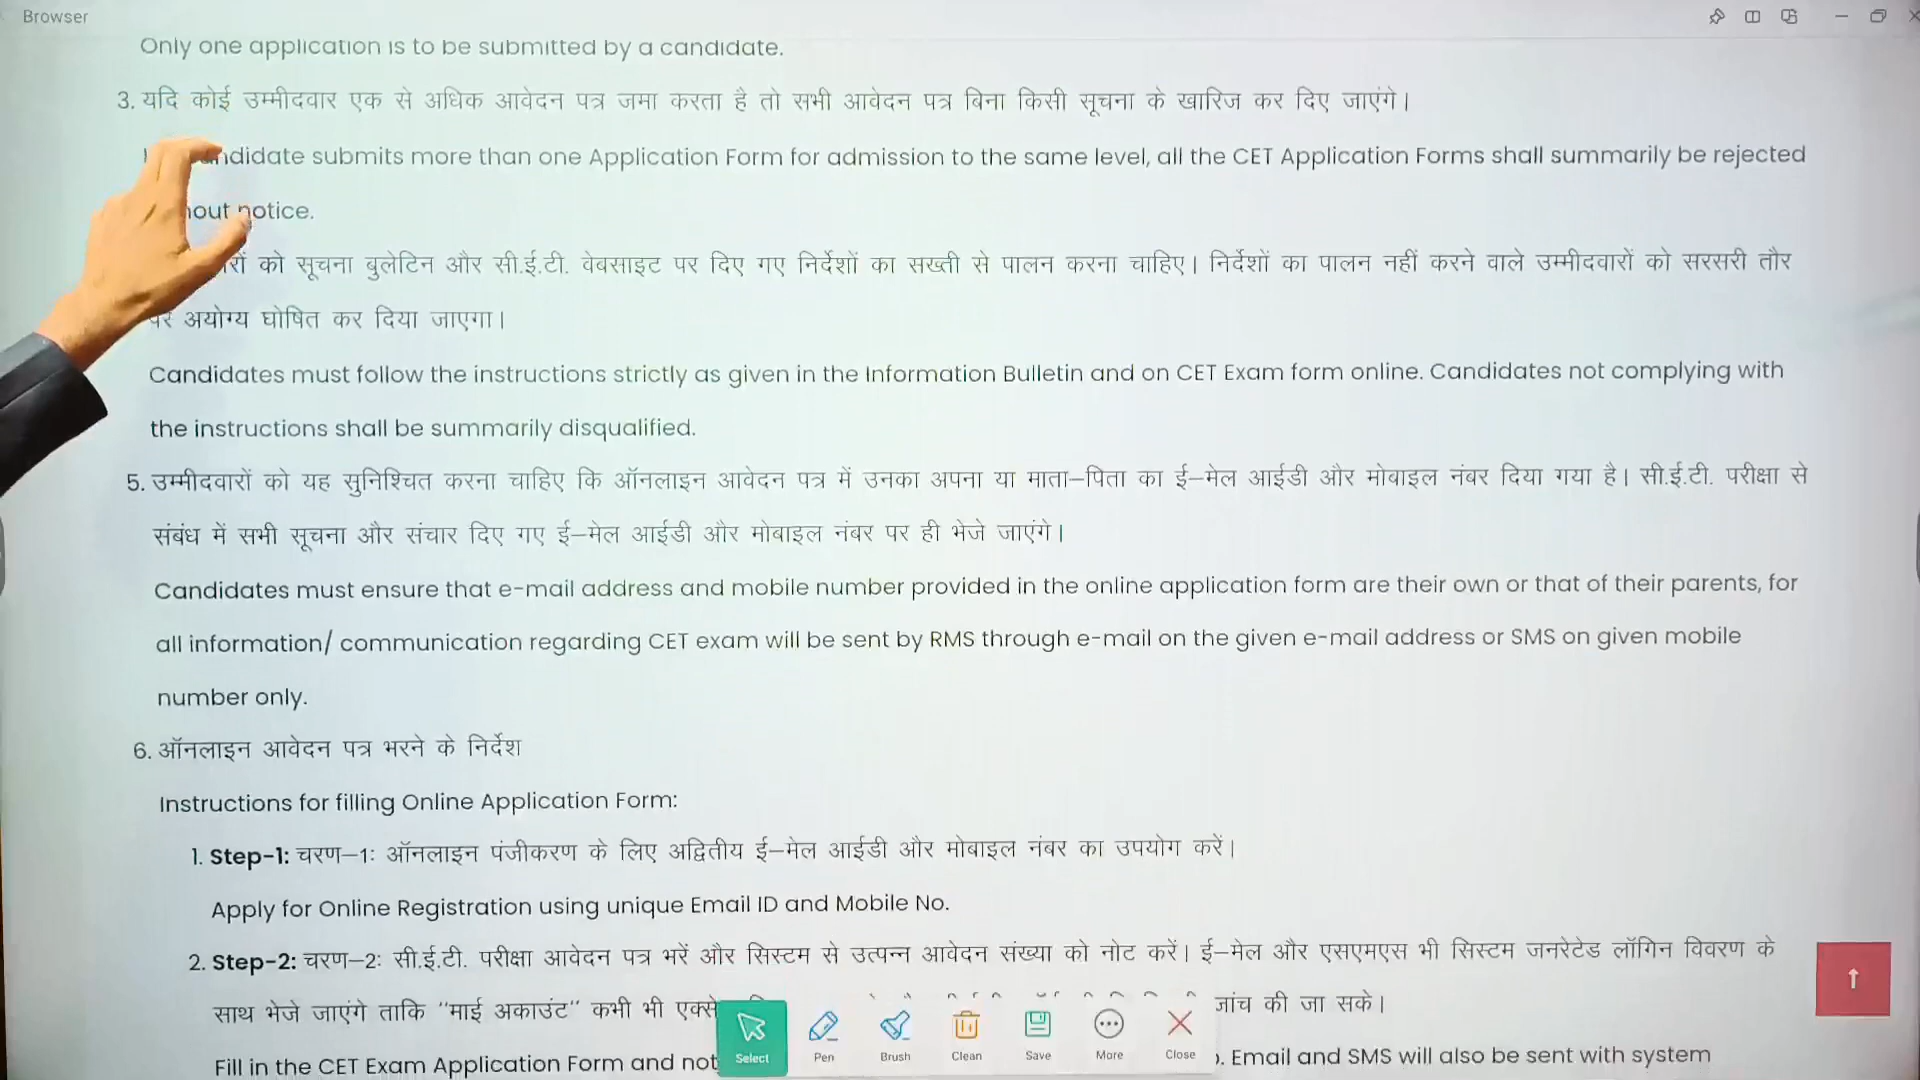 Browser
Only one application is to be submitted by a candidate.
3. यदि कोई उम्मीदवार एक से अधिक आवेदन पत्र जमा करता है तो सभी आवेदन पत्र बिना किसी सूचना के खारिज कर दिए जाएंगे।
submits more than one Application Form for admission to the same level, all the CET Application Forms shall summarily be rejected
notice.
को सूचना बुलेटिन और सी.ई.टी. वेबसाइट पर दिए गए निर्देशों का सख्ती से पालन करना चाहिए। निर्देशों का पालन नहीं करने वाले उम्मीदवारों को सरसरी तौर
पर अयोग्य घोषित कर दिया जाएगा।
Candidates must follow the instructions strictly as given in the Information Bulletin and on CET Exam form online. Candidates not complying with
the instructions shall be summarily disqualified.
5. उम्मीदवारों को यह सुनिश्चित करना चाहिए कि ऑनलाइन आवेदन पत्र में उनका अपना या माता–पिता का ई–मेल आईडी और मोबाइल नंबर दिया गया है। सी.ई.टी. परीक्षा से
संबंध में सभी सूचना और संचार दिए गए ई–मेल आईडी और मोबाइल नंबर पर ही भेजे जाएंगे।
Candidates must ensure that e-mail address and mobile number provided in the online application form are their own or that of their parents, for
all information/ communication regarding CET exam will be sent by RMS through e-mail on the given e-mail address or SMS on given mobile
number only.
6. ऑनलाइन आवेदन पत्र भरने के निर्देश
Instructions for filling Online Application Form:
1. Step-1: चरण–1: ऑनलाइन पंजीकरण के लिए अद्वितीय ई–मेल आईडी और मोबाइल नंबर का उपयोग करें।
Apply for Online Registration using unique Email ID and Mobile No.
2. Step-2: चरण–2: सी.ई.टी. परीक्षा आवेदन पत्र भरें और सिस्टम से उत्पन्न आवेदन संख्या को नोट करें। ई–मेल और एसएमएस भी सिस्टम जनरेटेड लॉगिन विवरण के
साथ भेजे जाएंगे ताकि "माई अकाउंट" कभी भी जांच की जा सके।
Fill in the CET Exam Application Form and Email and SMS will also be sent with system
Select Pen Brush Clean Save More Close